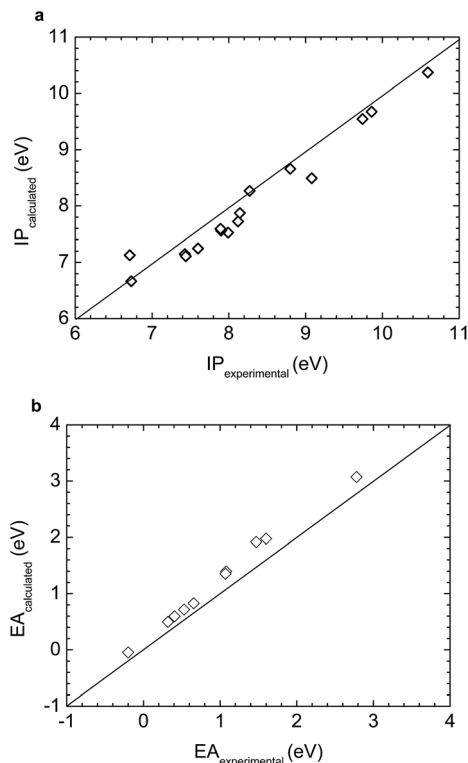 a
11
10
9
8
7
6
IPcalculated (eV)
6 7 8 9 10 11
IPexperimental (eV)
b
4
3
2
1
0
-1
EAcalculated (eV)
-1 0 1 2 3 4
EAexperimental (eV)